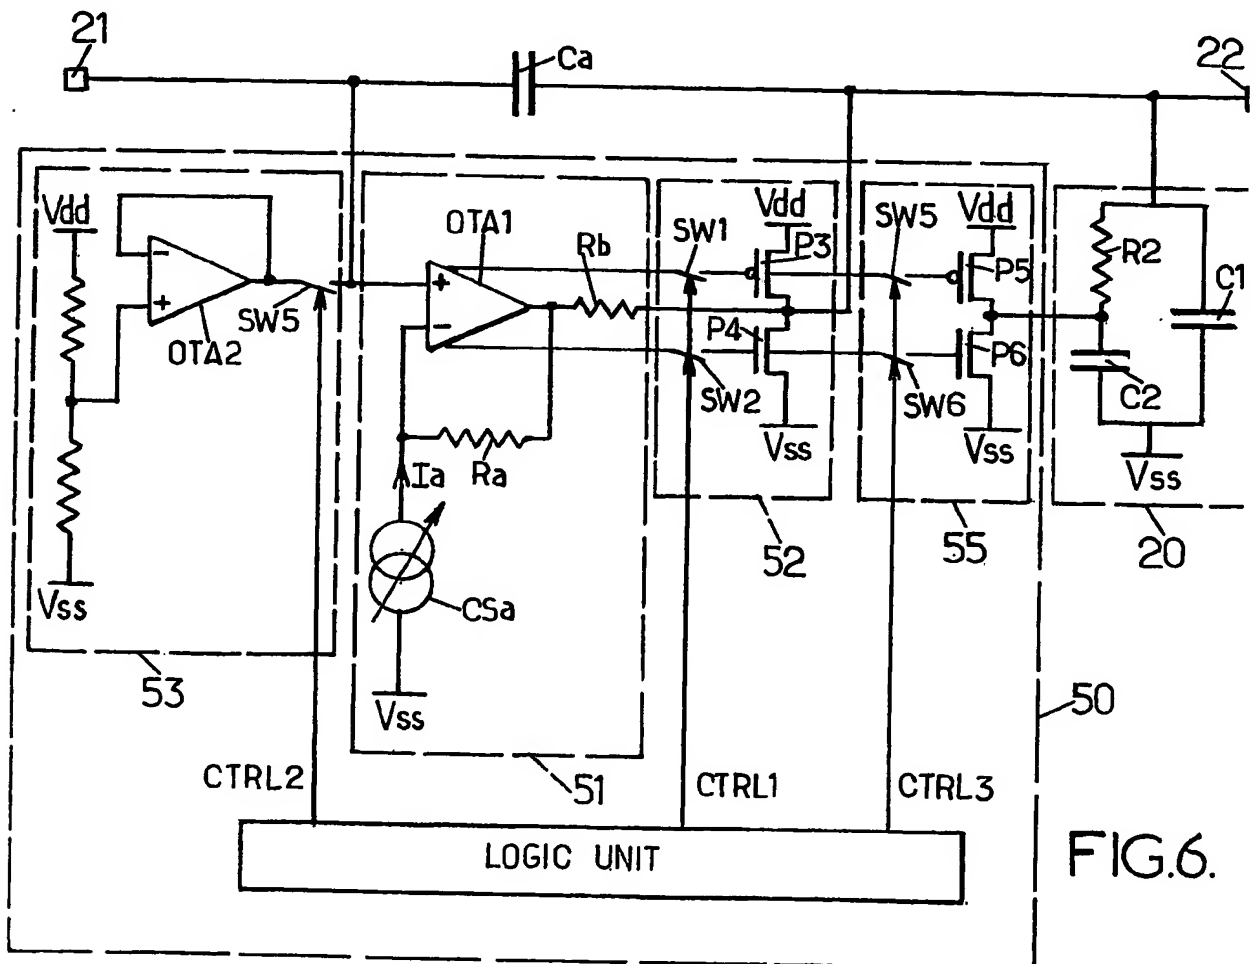 21
Ca
22
Vdd
-
+
OTA2
SW5
Vss
53
OTA1
+
-
Rb
Ra
Ia
CSa
Vss
51
SW1
Vdd
P3
P4
SW2
Vss
52
SW5
Vdd
P5
P6
SW6
Vss
55
R2
C1
C2
Vss
20
50
CTRL2
CTRL1
CTRL3
LOGIC UNIT
FIG.6.